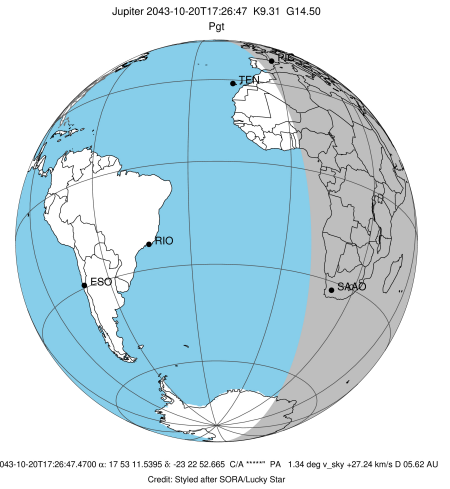 Jupiter 2043-10-20T17:26:47 K9.31 G14.50
Pgt
PIC
TEN
RIO
ESO
SAAO
043-10-20T17:26:47.4700 α: 17 53 11.5395 δ: -23 22 52.665 C/A *****" PA 1.34 deg v_sky +27.24 km/s D 05.62 AU
Credit: Styled after SORA/Lucky Star